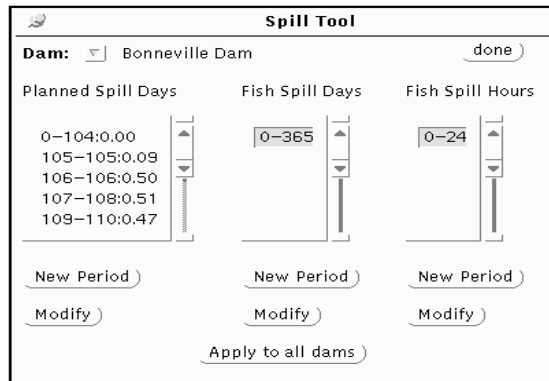 Spill Tool
Dam: Bonneville Dam done
Planned Spill Days Fish Spill Days Fish Spill Hours
0-104:0.00 0-365 0-24
105-105:0.09
106-106:0.50
107-108:0.51
109-110:0.47
New Period New Period New Period
Modify Modify Modify
Apply to all dams